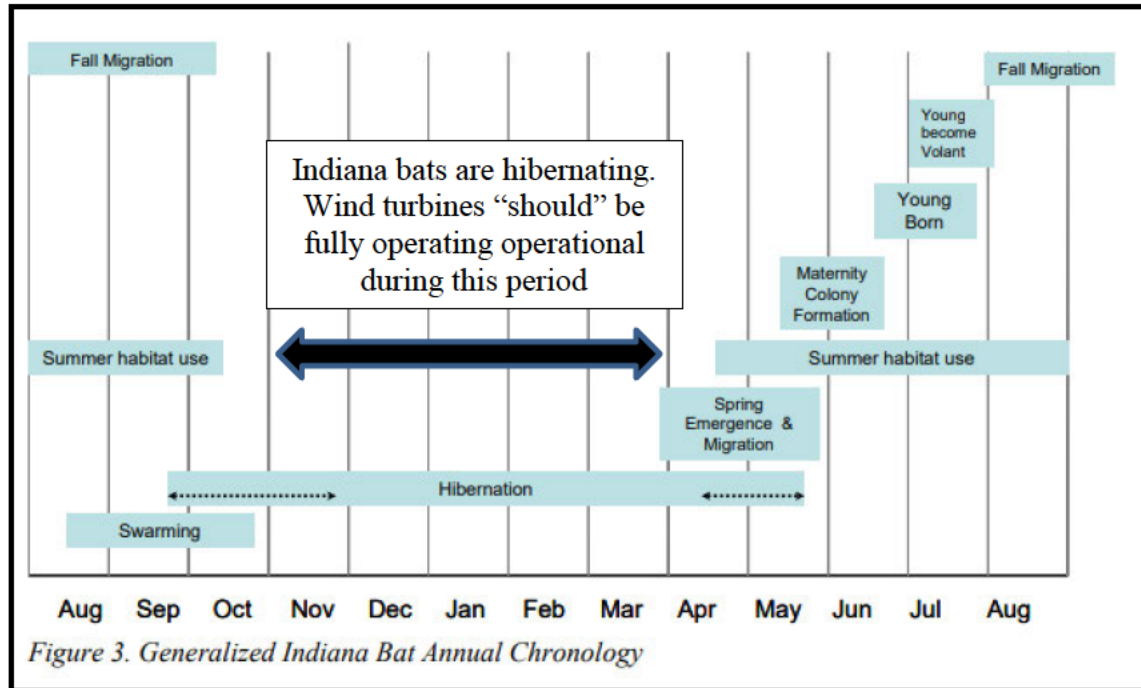 Fall Migration
Fall Migration
Young
become
Volant
Indiana bats are hibernating.
Wind turbines “should” be
fully operating operational
during this period
Young
Born
Maternity
Colony
Formation
Summer habitat use
Summer habitat use
Spring
Emergence &
Migration
Hibernation
Swarming
Aug Sep Oct Nov Dec Jan Feb Mar Apr May Jun Jul Aug
Figure 3. Generalized Indiana Bat Annual Chronology